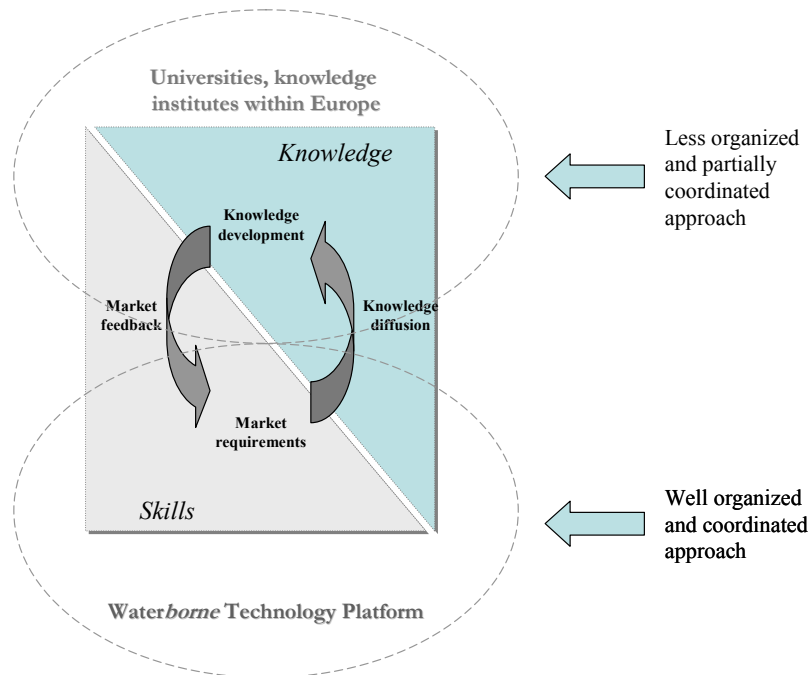 Universities, knowledge
institutes within Europe
Knowledge
Less organized
and partially
coordinated
approach
Knowledge
development
Market
feedback
Knowledge
diffusion
Market
requirements
Skills
Well organized
and coordinated
approach
Waterborne Technology Platform